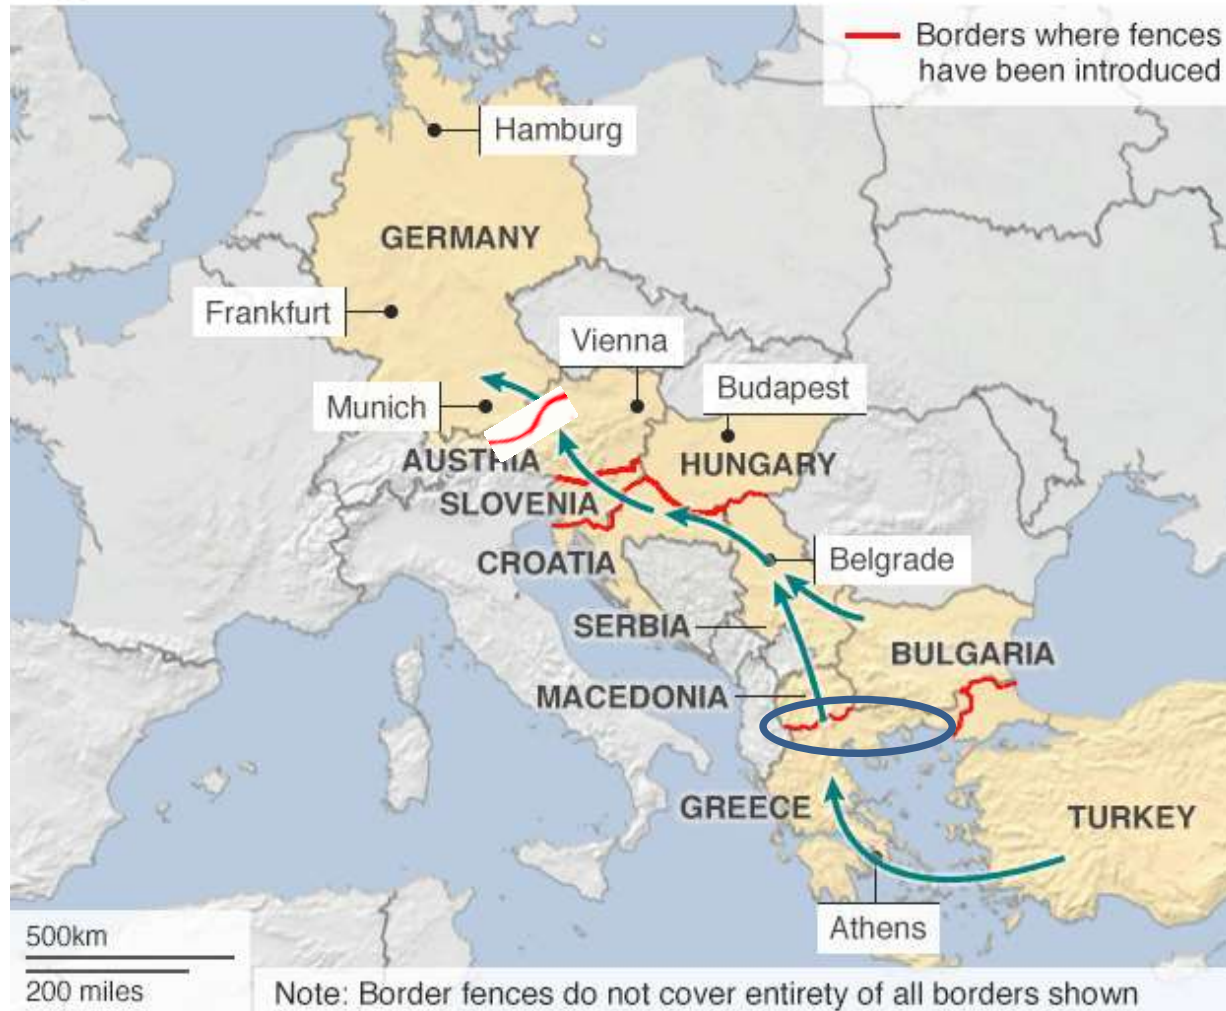 Borders where fences
have been introduced
Hamburg
GERMANY
Frankfurt
Vienna
Budapest
Munich
AUSTRIA
HUNGARY
SLOVENIA
CROATIA
Belgrade
SERBIA
BULGARIA
MACEDONIA
GREECE
TURKEY
Athens
500km
200 miles
Note: Border fences do not cover entirety of all borders shown